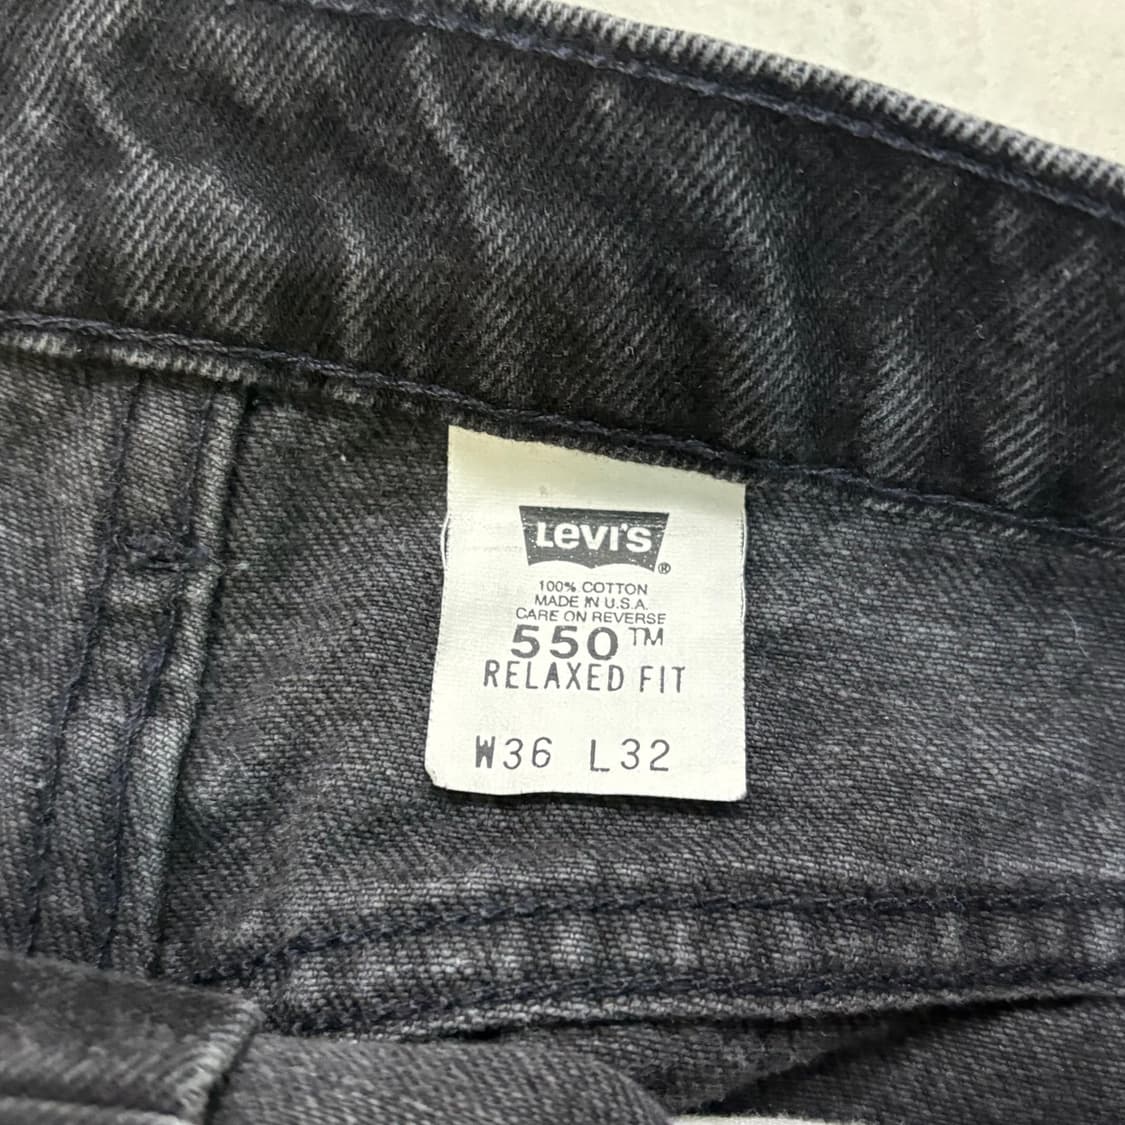 Levi's®
100% COTTON
MADE IN U.S.A.
CARE ON REVERSE
550™
RELAXED FIT
W36 L32